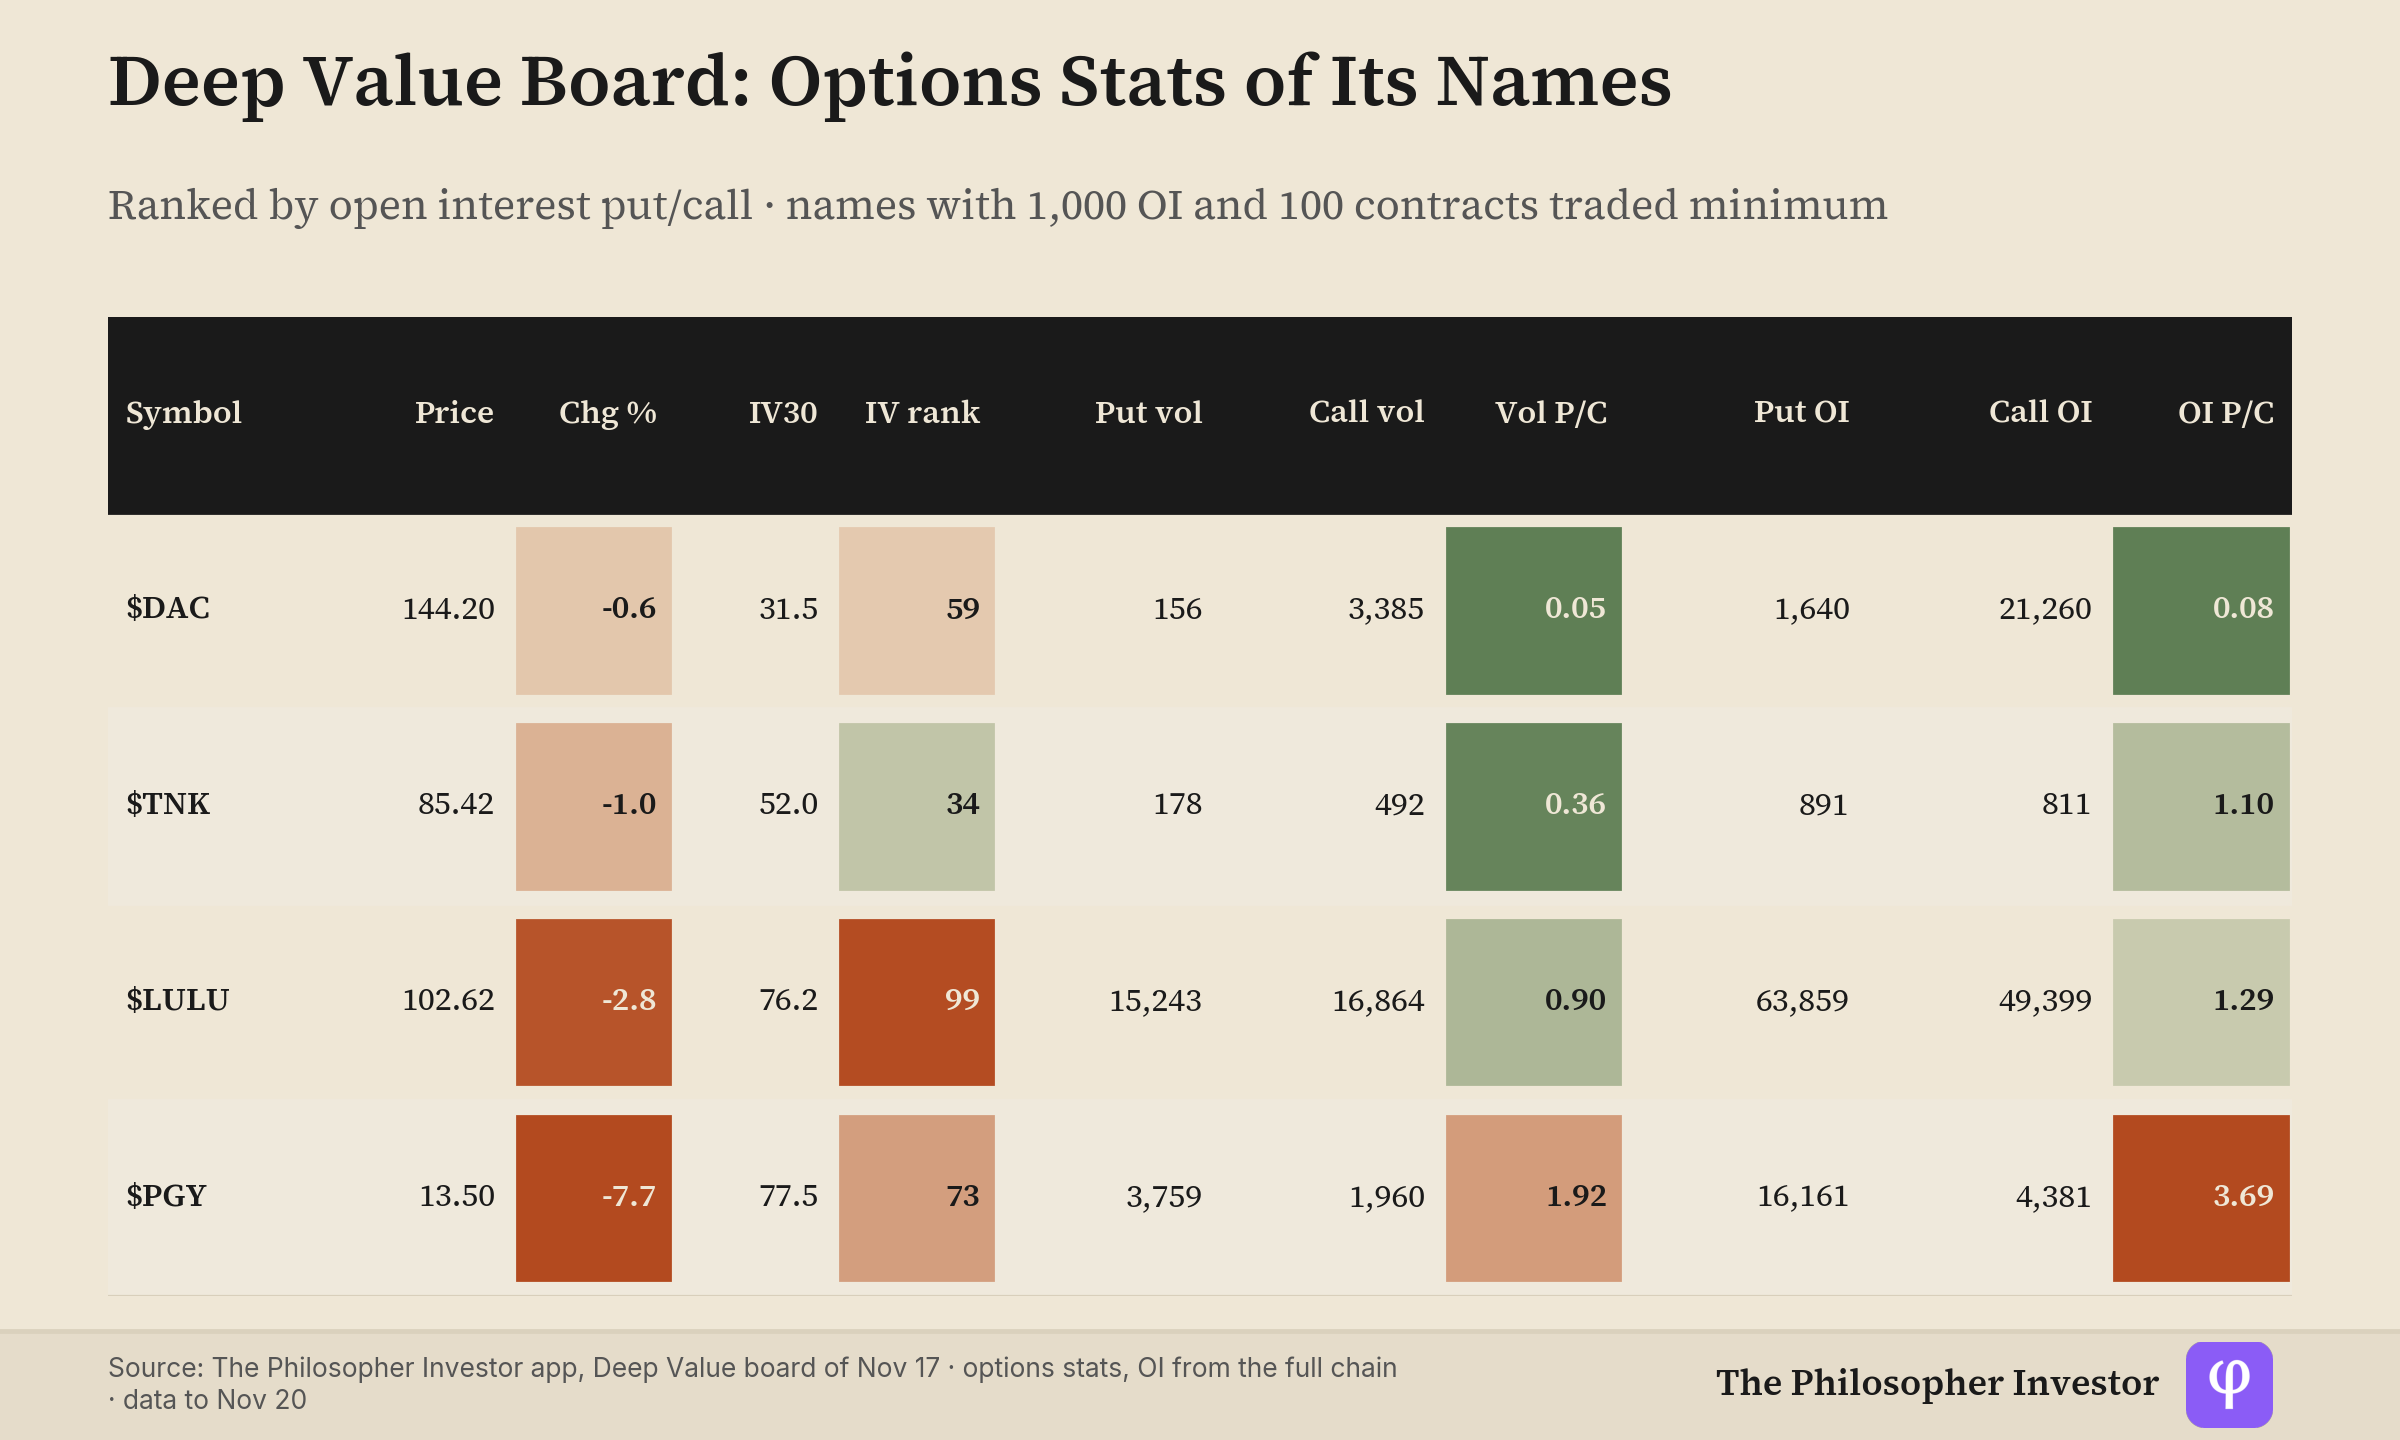 Deep Value Board: Options Stats of Its Names
Ranked by open interest put/call · names with 1,000 OI and 100 contracts traded minimum
Symbol Price Chg % IV30 IV rank Put vol Call vol Vol P/C Put OI Call OI OI P/C
$DAC 144.20 -0.6 31.5 59 156 3,385 0.05 1,640 21,260 0.08
$TNK 85.42 -1.0 52.0 34 178 492 0.36 891 811 1.10
$LULU 102.62 -2.8 76.2 99 15,243 16,864 0.90 63,859 49,399 1.29
$PGY 13.50 -7.7 77.5 73 3,759 1,960 1.92 16,161 4,381 3.69
Source: The Philosopher Investor app, Deep Value board of Nov 17 · options stats, OI from the full chain
· data to Nov 20
The Philosopher Investor φ